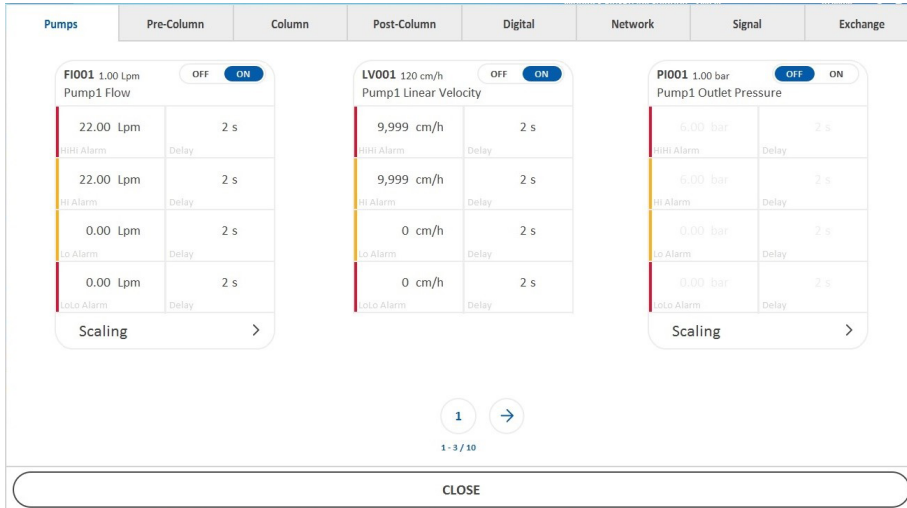 Pumps Pre-Column Column Post-Column Digital Network Signal Exchange
FI001 1.00 Lpm OFF ON
Pump1 Flow
22.00 Lpm 2 s
HiHi Alarm Delay
22.00 Lpm 2 s
Hi Alarm Delay
0.00 Lpm 2 s
Lo Alarm Delay
0.00 Lpm 2 s
LoLo Alarm Delay
Scaling >
LV001 120 cm/h OFF ON
Pump1 Linear Velocity
9,999 cm/h 2 s
HiHi Alarm Delay
9,999 cm/h 2 s
Hi Alarm Delay
0 cm/h 2 s
Lo Alarm Delay
0 cm/h 2 s
LoLo Alarm Delay
PI001 1.00 bar OFF ON
Pump1 Outlet Pressure
6.00 bar 2 s
HiHi Alarm Delay
6.00 bar 2 s
Hi Alarm Delay
0.00 bar 2 s
Lo Alarm Delay
0.00 bar 2 s
LoLo Alarm Delay
Scaling >
1 →
1 - 3 / 10
CLOSE